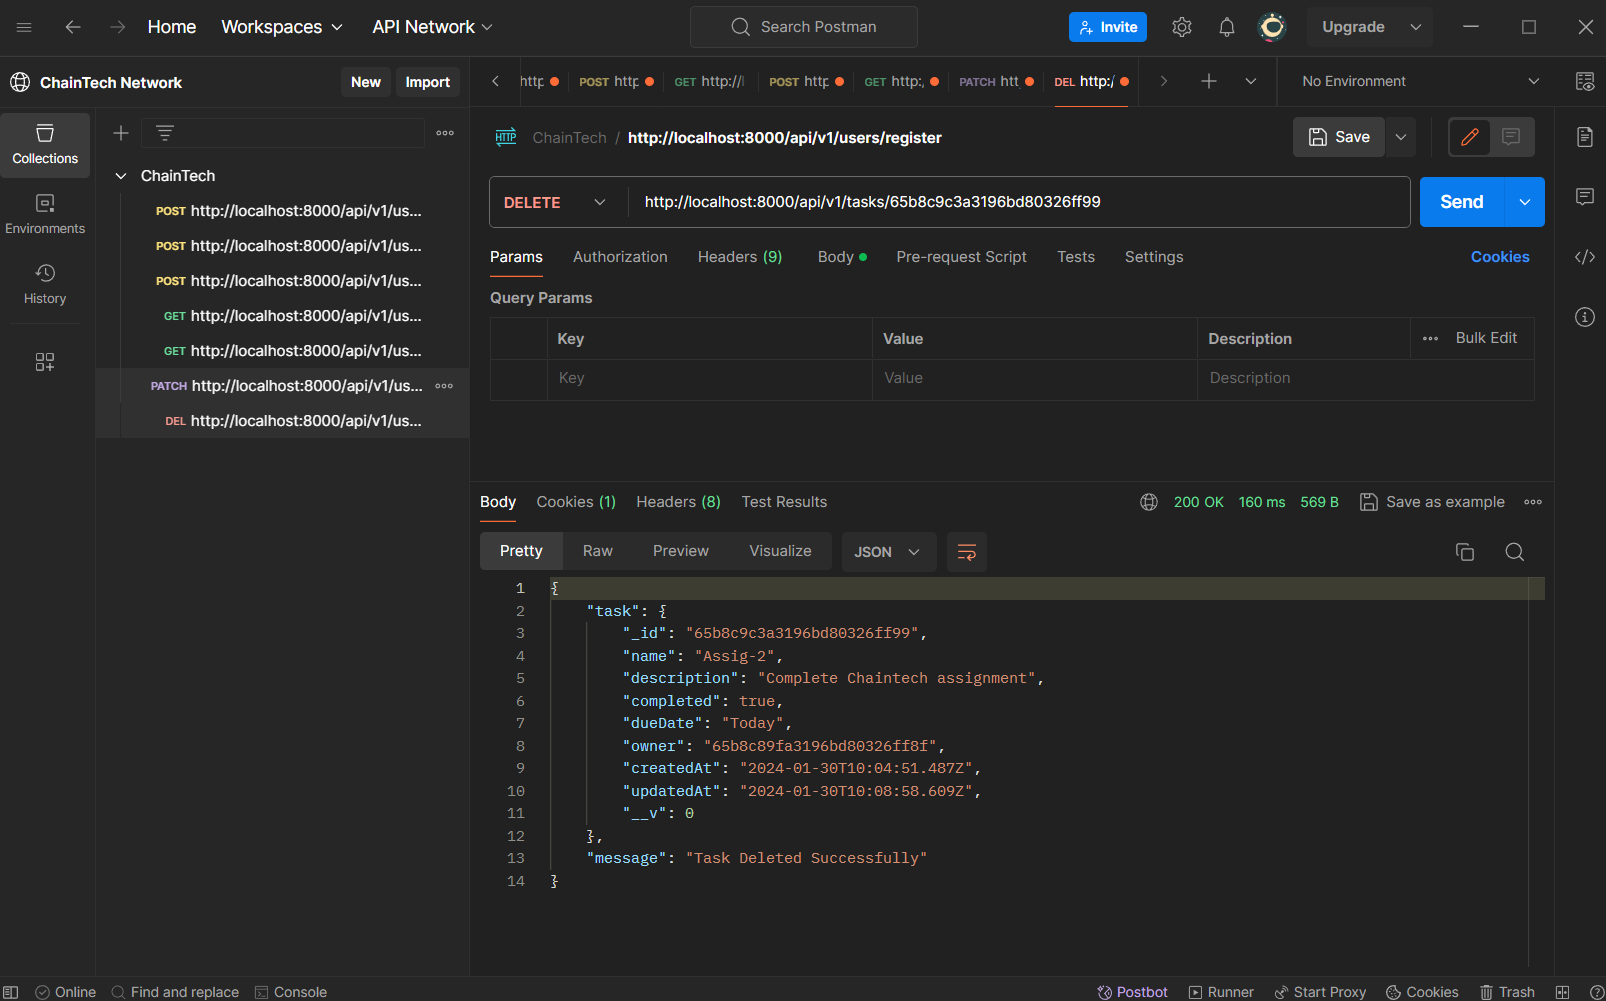 Home Workspaces API Network Search Postman Invite Upgrade
ChainTech Network New Import
http POST http GET http://l POST http GET http:, PATCH htt DEL http:/ No Environment
Collections
Environments
History
ChainTech
POST http://localhost:8000/api/v1/us...
POST http://localhost:8000/api/v1/us...
POST http://localhost:8000/api/v1/us...
GET http://localhost:8000/api/v1/us...
GET http://localhost:8000/api/v1/us...
PATCH http://localhost:8000/api/v1/us...
DEL http://localhost:8000/api/v1/us...
HTTP ChainTech / http://localhost:8000/api/v1/users/register Save
DELETE http://localhost:8000/api/v1/tasks/65b8c9c3a3196bd80326ff99 Send
Params Authorization Headers (9) Body Pre-request Script Tests Settings Cookies
Query Params
Key Value Description Bulk Edit
Key Value Description
Body Cookies (1) Headers (8) Test Results 200 OK 160 ms 569 B Save as example
Pretty Raw Preview Visualize JSON
1 {
2 "task": {
3 "_id": "65b8c9c3a3196bd80326ff99",
4 "name": "Assig-2",
5 "description": "Complete Chaintech assignment",
6 "completed": true,
7 "dueDate": "Today",
8 "owner": "65b8c89fa3196bd80326ff8f",
9 "createdAt": "2024-01-30T10:04:51.487Z",
10 "updatedAt": "2024-01-30T10:08:58.609Z",
11 "__v": 0
12 },
13 "message": "Task Deleted Successfully"
14 }
Online Find and replace Console Postbot Runner Start Proxy Cookies Trash